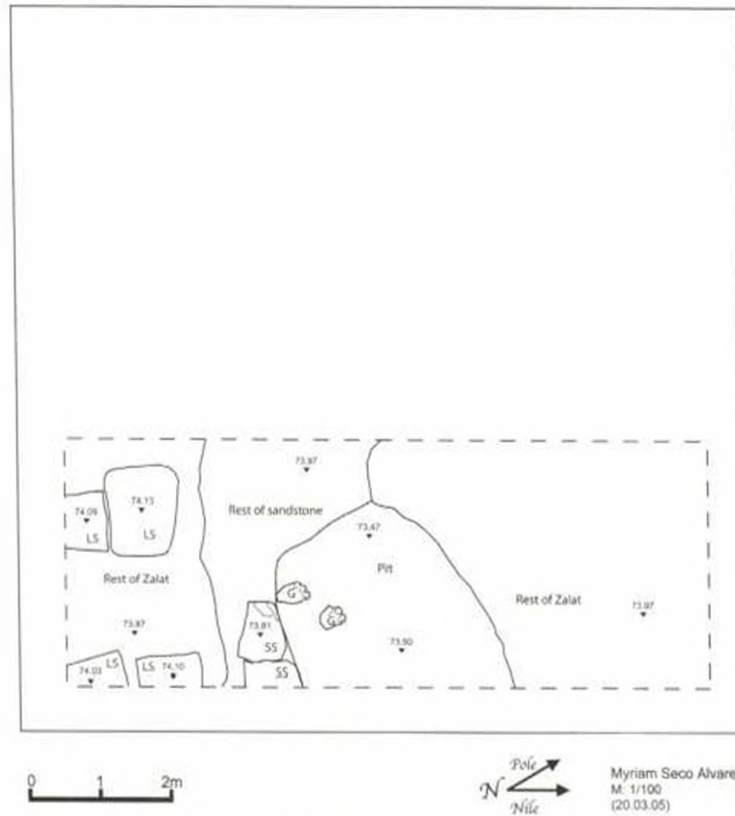 73.97
74.13
74.09
LS
LS
Rest of sandstone
73.47
Pit
Rest of Zalat
G
G
Rest of Zalat
73.97
73.97
73.81
SS
73.50
LS
LS
74.03
74.10
SS
0 1 2m
Pole
N
Nile
Myriam Seco Alvare
M: 1/100
(20.03.05)